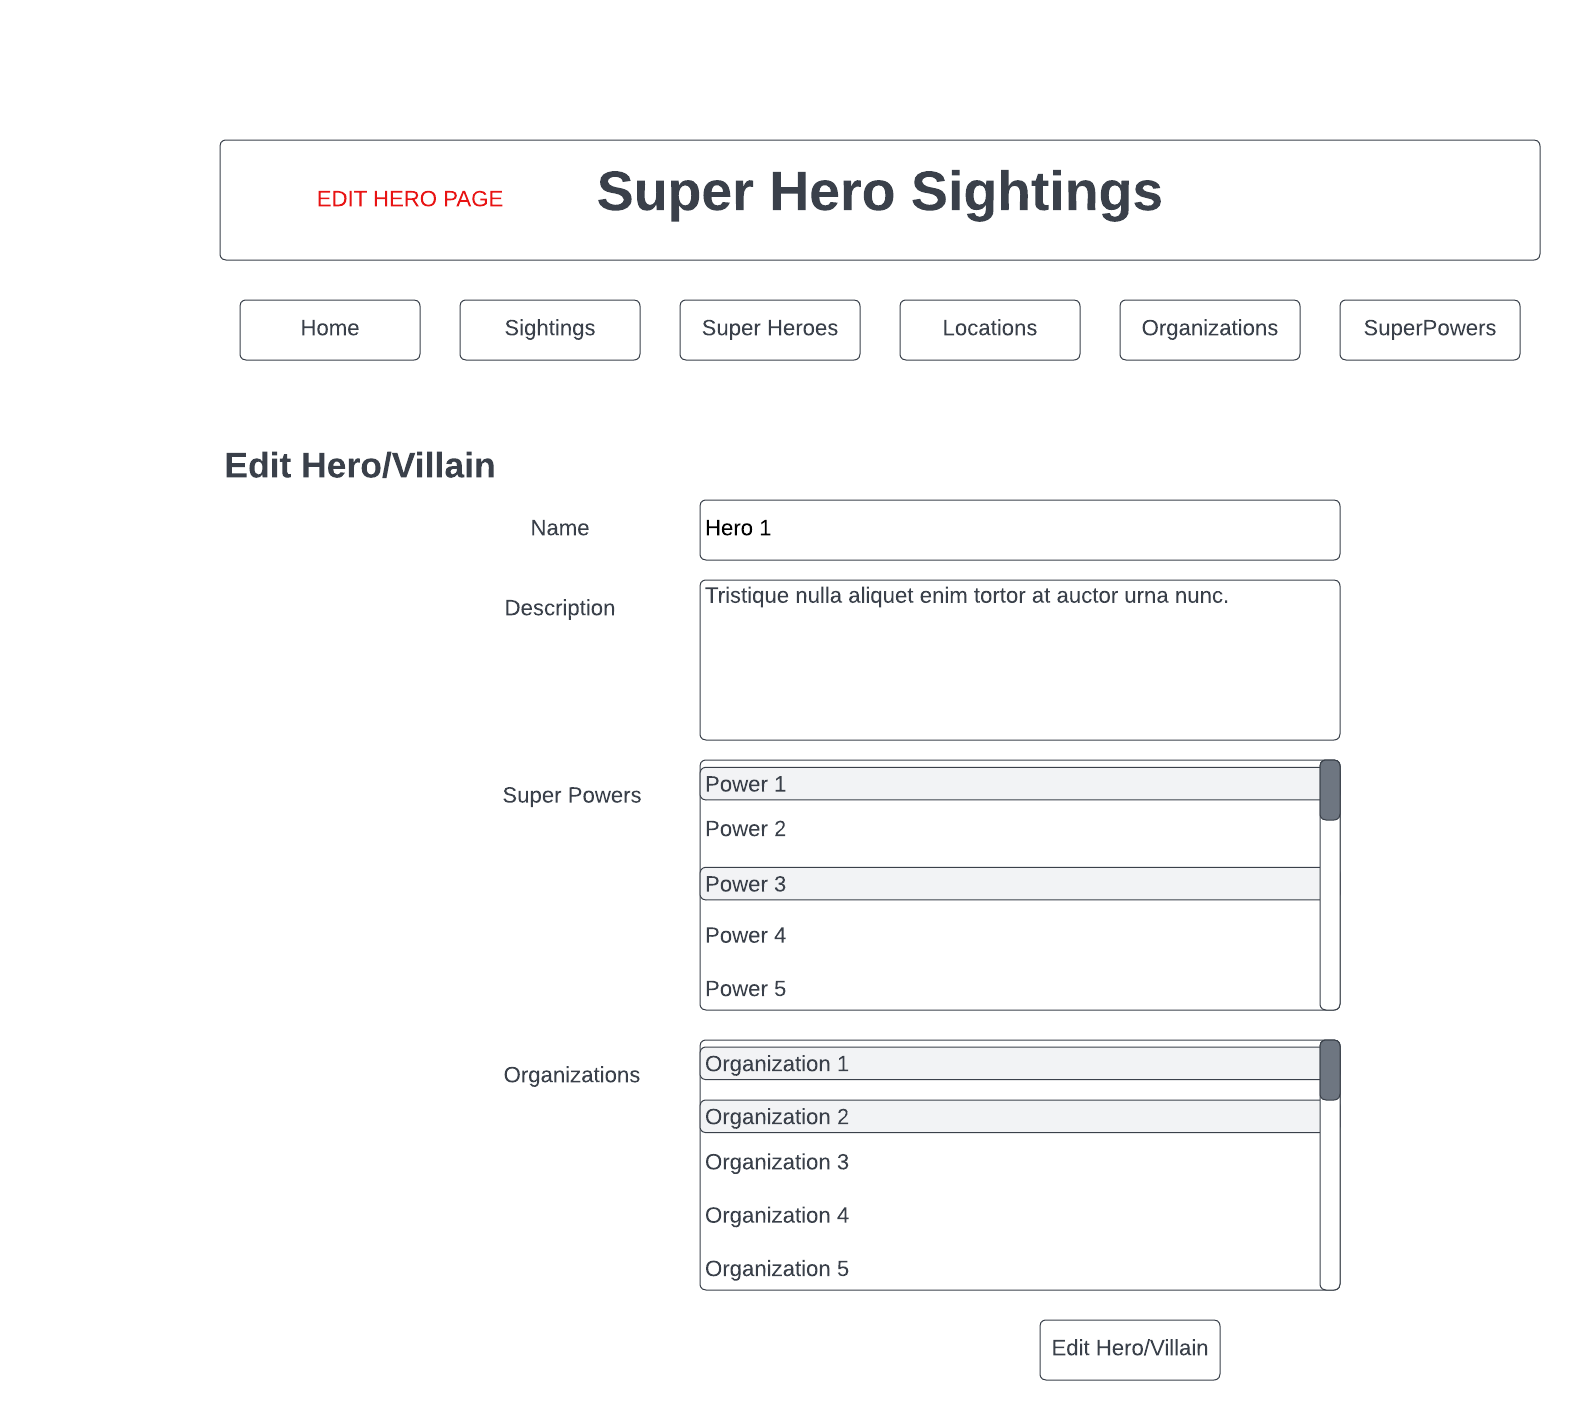 EDIT HERO PAGE
Super Hero Sightings
Home
Sightings
Super Heroes
Locations
Organizations
SuperPowers
Edit Hero/Villain
Name
Hero 1
Description
Tristique nulla aliquet enim tortor at auctor urna nunc.
Super Powers
Power 1
Power 2
Power 3
Power 4
Power 5
Organizations
Organization 1
Organization 2
Organization 3
Organization 4
Organization 5
Edit Hero/Villain